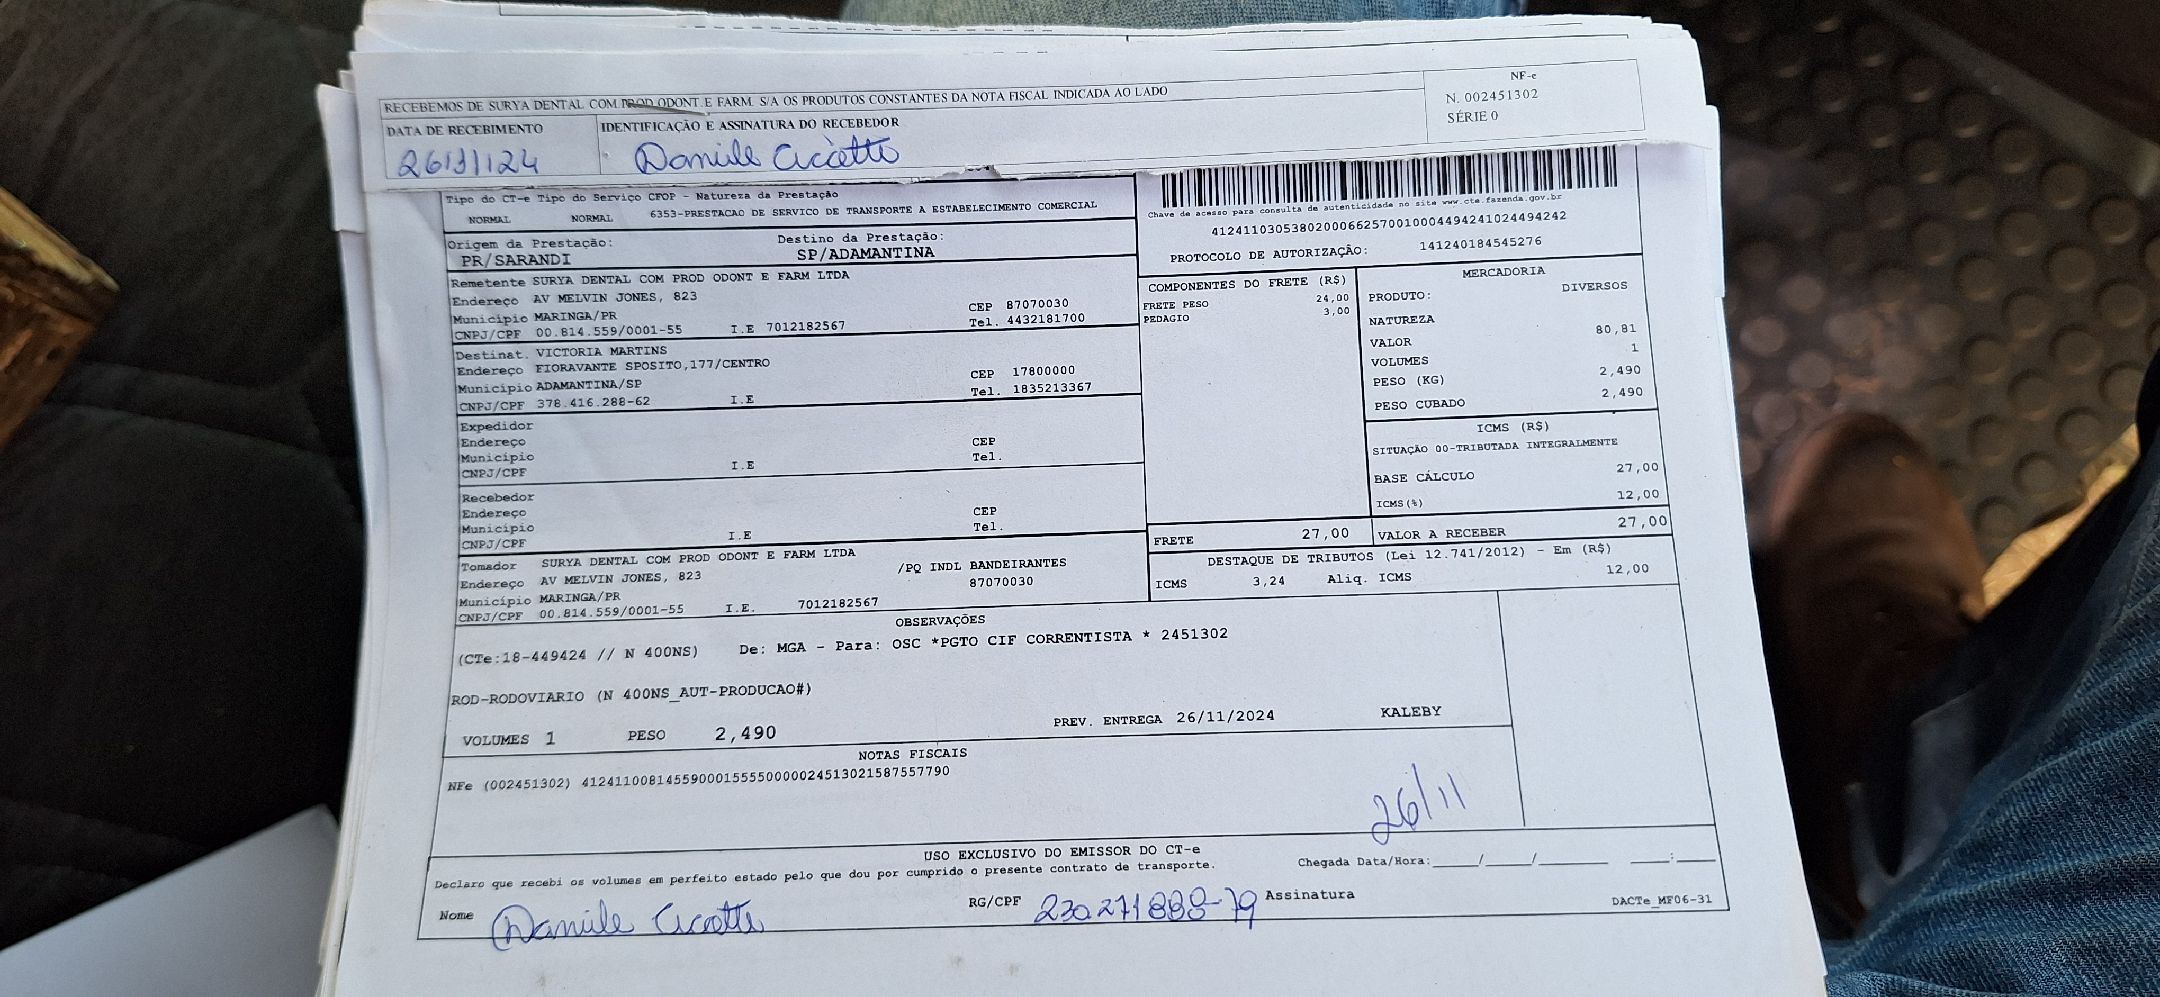 RECEBEMOS DE SURYA DENTAL COM.PROD.ODONT.E FARM. S/A OS PRODUTOS CONSTANTES DA NOTA FISCAL INDICADA AO LADO
NF-e
N. 002451302
SÉRIE 0
DATA DE RECEBIMENTO
26/11/24
IDENTIFICAÇÃO E ASSINATURA DO RECEBEDOR
Daniele
Tipo do CT-e Tipo do Serviço CFOP - Natureza da Prestação
NORMAL NORMAL 6353-PRESTACAO DE SERVICO DE TRANSPORTE A ESTABELECIMENTO COMERCIAL
Chave de acesso para consulta de autenticidade no site www.cte.fazenda.gov.br
41241103053802000662570010004494241024494242
PROTOCOLO DE AUTORIZAÇÃO: 141240184545276
Origem da Prestação: Destino da Prestação:
PR/SARANDI SP/ADAMANTINA
Remetente SURYA DENTAL COM PROD ODONT E FARM LTDA
Endereço AV MELVIN JONES, 823 CEP 87070030
Município MARINGA/PR Tel. 4432181700
CNPJ/CPF 00.814.559/0001-55 I.E 7012182567
Destinat. VICTORIA MARTINS
Endereço FIORAVANTE SPOSITO,177/CENTRO CEP 17800000
Município ADAMANTINA/SP Tel. 1835213367
CNPJ/CPF 378.416.288-62 I.E
Expedidor
Endereço CEP
Município Tel.
CNPJ/CPF I.E
Recebedor
Endereço CEP
Município Tel.
CNPJ/CPF I.E
Tomador SURYA DENTAL COM PROD ODONT E FARM LTDA
Endereço AV MELVIN JONES, 823 /PQ INDL BANDEIRANTES
Município MARINGA/PR 87070030
CNPJ/CPF 00.814.559/0001-55 I.E. 7012182567
COMPONENTES DO FRETE (R$)
FRETE PESO 24,00
PEDAGIO 3,00
MERCADORIA
PRODUTO: DIVERSOS
NATUREZA
VALOR 80,81
VOLUMES 1
PESO (KG) 2,490
PESO CUBADO 2,490
ICMS (R$)
SITUAÇÃO 00-TRIBUTADA INTEGRALMENTE
BASE CÁLCULO 27,00
ICMS(%) 12,00
FRETE 27,00 VALOR A RECEBER 27,00
DESTAQUE DE TRIBUTOS (Lei 12.741/2012) - Em (R$)
ICMS 3,24 Aliq. ICMS 12,00
OBSERVAÇÕES
(CTe:18-449424 // N 400NS) De: MGA - Para: OSC *PGTO CIF CORRENTISTA * 2451302
ROD-RODOVIARIO (N 400NS_AUT-PRODUCAO#)
VOLUMES 1 PESO 2,490 PREV. ENTREGA 26/11/2024 KALEBY
NOTAS FISCAIS
NFe (002451302) 41241100814559000155550000024513021587557790
26/11
USO EXCLUSIVO DO EMISSOR DO CT-e
Declaro que recebi os volumes em perfeito estado pelo que dou por cumprido o presente contrato de transporte. Chegada Data/Hora:_____/_____/________ ____:____
Nome Daniele RG/CPF 230271888-79 Assinatura
DACTe_MF06-31